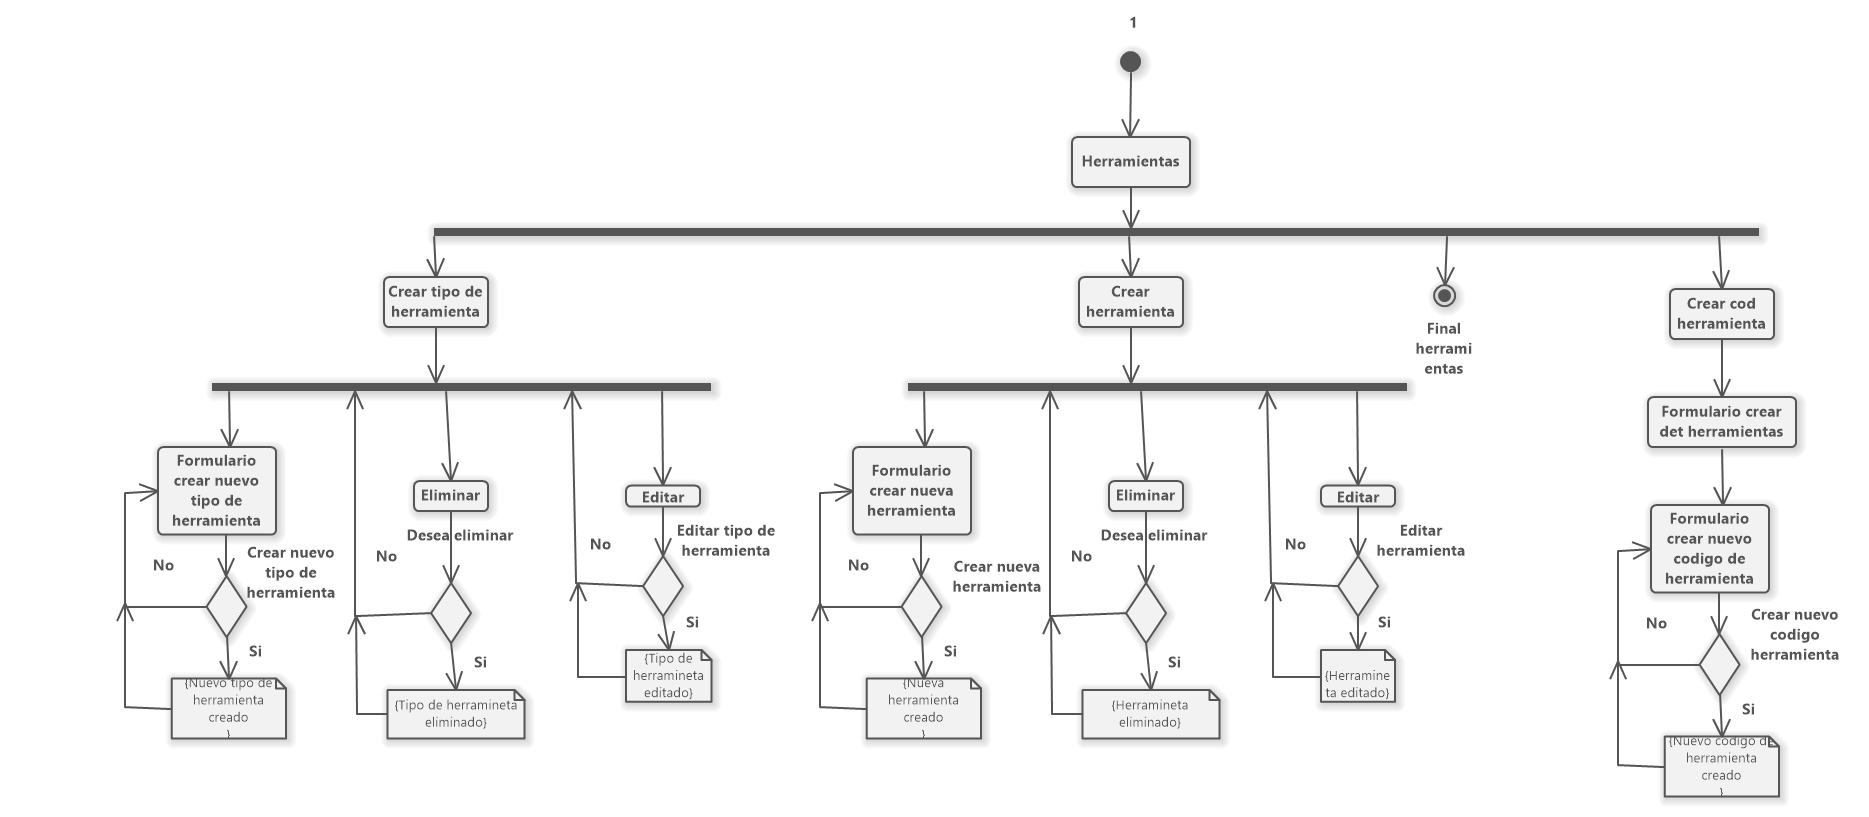 1
Herramientas
Crear tipo de
herramienta
Crear
herramienta
Final
herrami
entas
Crear cod
herramienta
Formulario crear
det herramientas
Formulario
crear nuevo
tipo de
herramienta
Eliminar
Editar
Desea eliminar
Editar tipo de
herramienta
No
No
No
Crear nuevo
tipo de
herramienta
Si
Si
Si
{Nuevo tipo de
herramienta
creado
}
{Tipo de herramineta
eliminado}
{Tipo de
herramineta
editado}
Formulario
crear nueva
herramienta
Eliminar
Editar
Desea eliminar
Editar
herramienta
No
No
No
Crear nueva
herramienta
Si
Si
Si
{Nueva
herramienta
creado
}
{Herramineta
eliminado}
{Herramine
ta editado}
Formulario
crear nuevo
codigo de
herramienta
No
Crear nuevo
codigo
herramienta
Si
{Nuevo codigo de
herramienta
creado
}